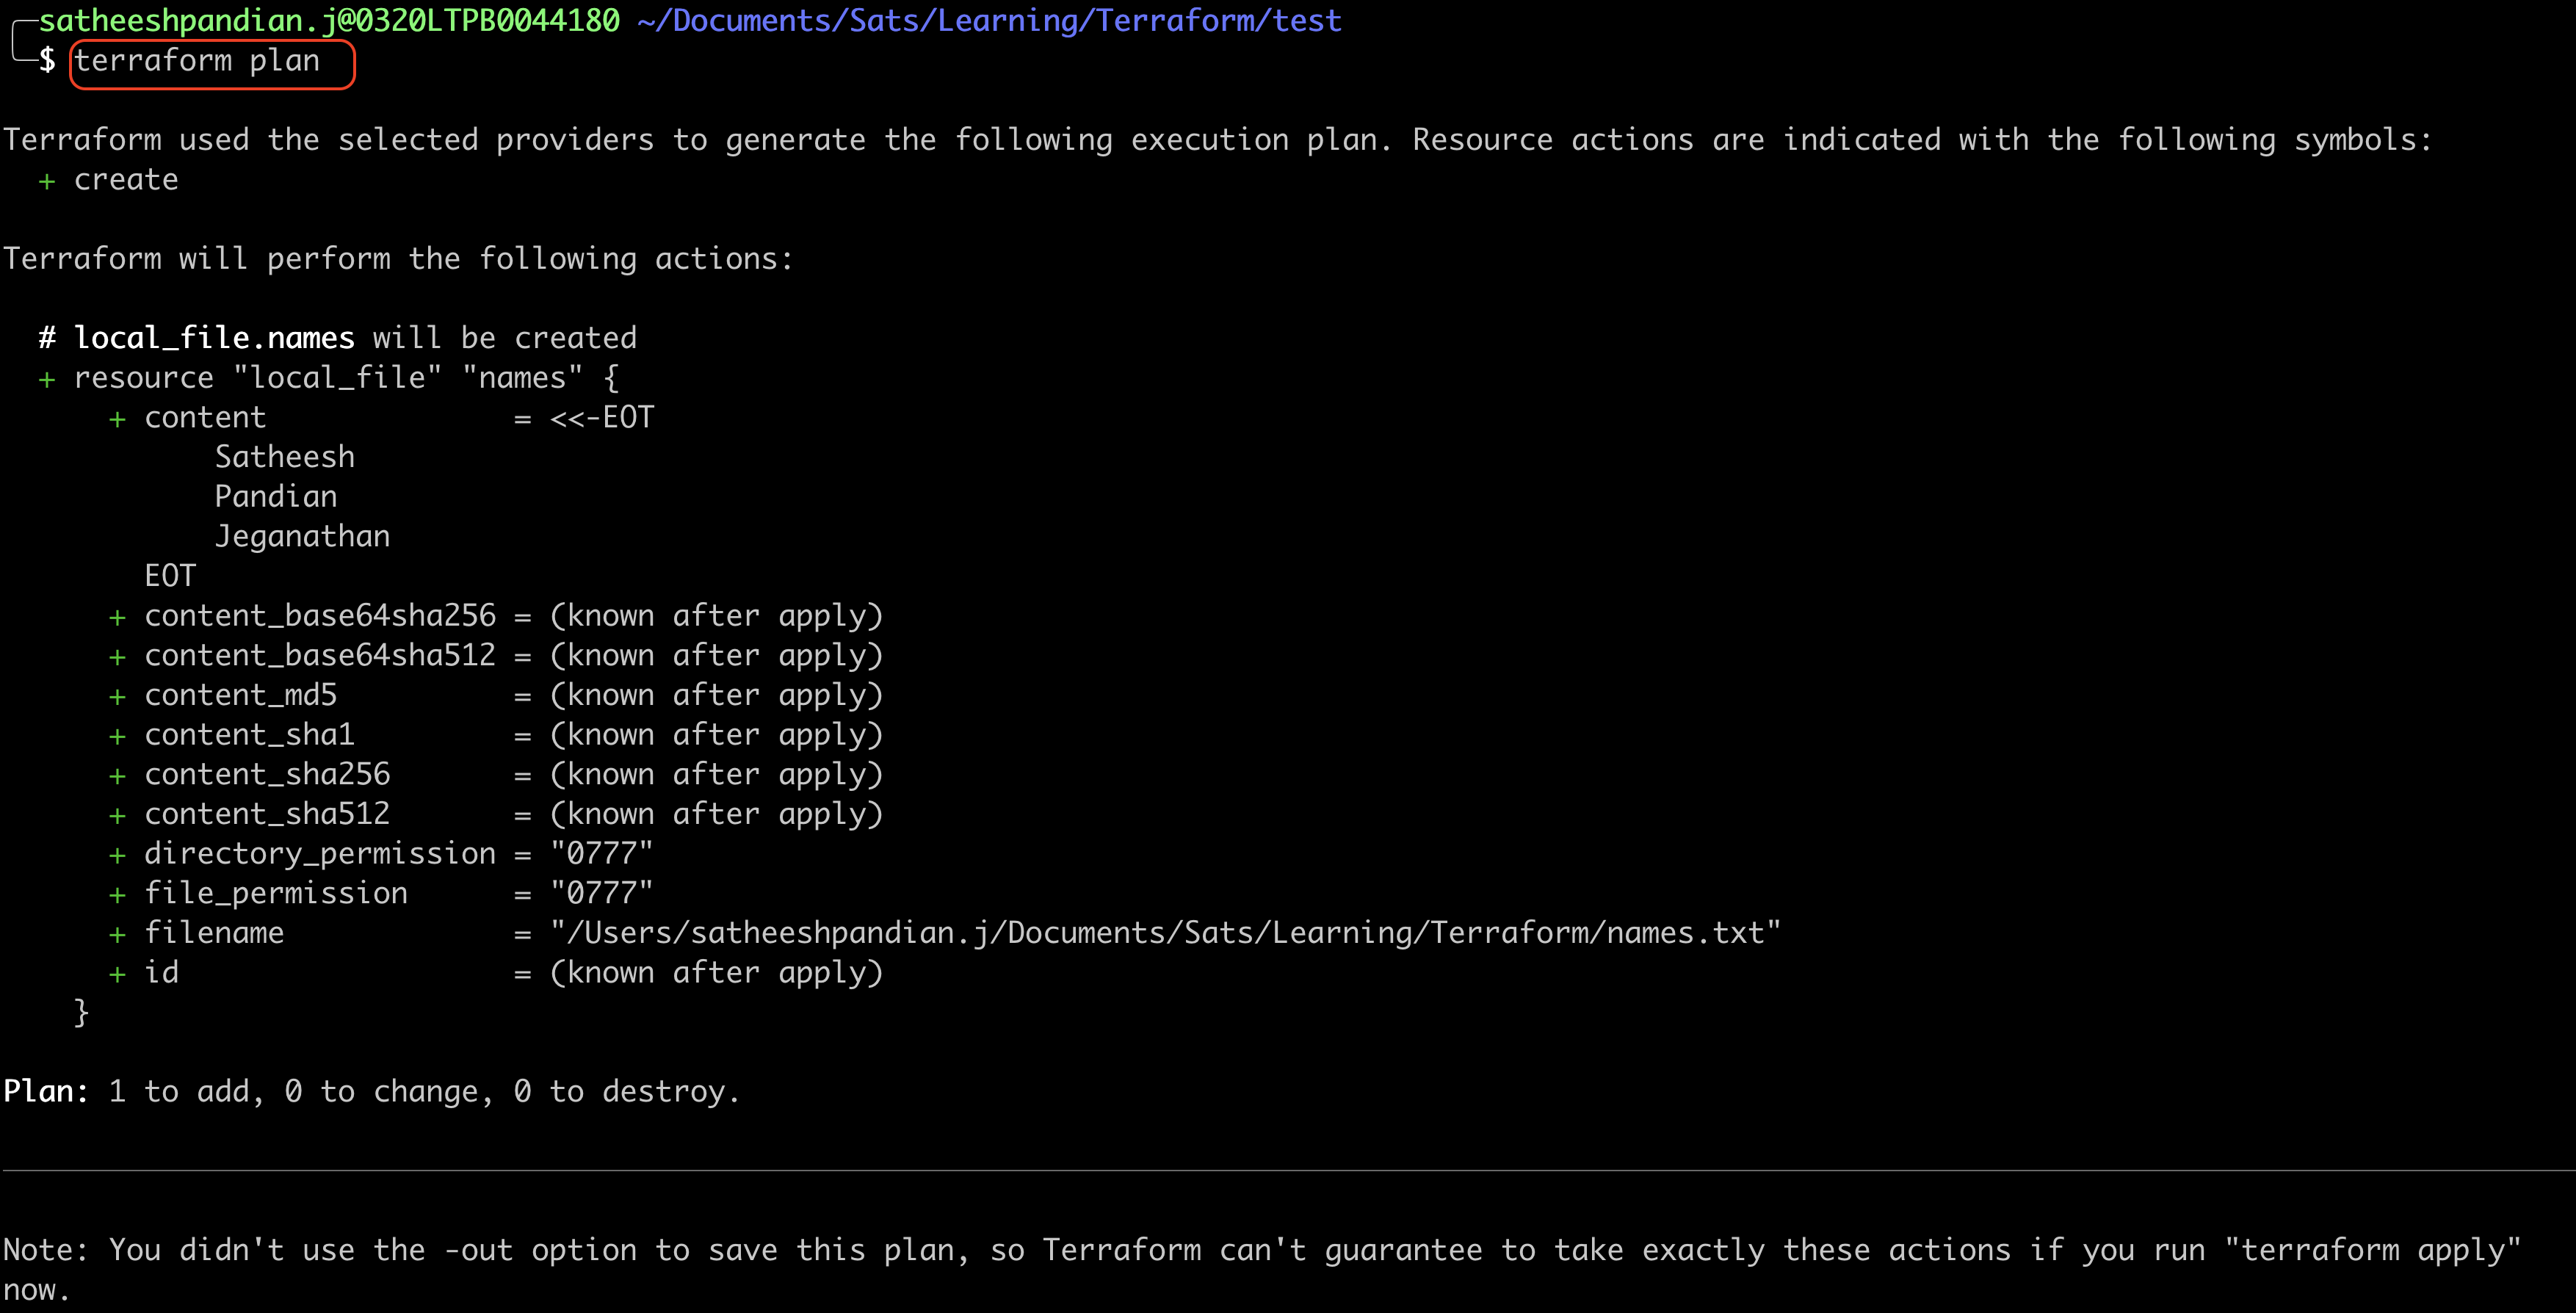 satheeshpandian.j@0320LTPB0044180 ~/Documents/Sats/Learning/Terraform/test
$ terraform plan
Terraform used the selected providers to generate the following execution plan. Resource actions are indicated with the following symbols:
+ create
Terraform will perform the following actions:
# local_file.names will be created
+ resource "local_file" "names" {
+ content = <<-EOT
Satheesh
Pandian
Jeganathan
EOT
+ content_base64sha256 = (known after apply)
+ content_base64sha512 = (known after apply)
+ content_md5 = (known after apply)
+ content_sha1 = (known after apply)
+ content_sha256 = (known after apply)
+ content_sha512 = (known after apply)
+ directory_permission = "0777"
+ file_permission = "0777"
+ filename = "/Users/satheeshpandian.j/Documents/Sats/Learning/Terraform/names.txt"
+ id = (known after apply)
}
Plan: 1 to add, 0 to change, 0 to destroy.
Note: You didn't use the -out option to save this plan, so Terraform can't guarantee to take exactly these actions if you run "terraform apply"
now.